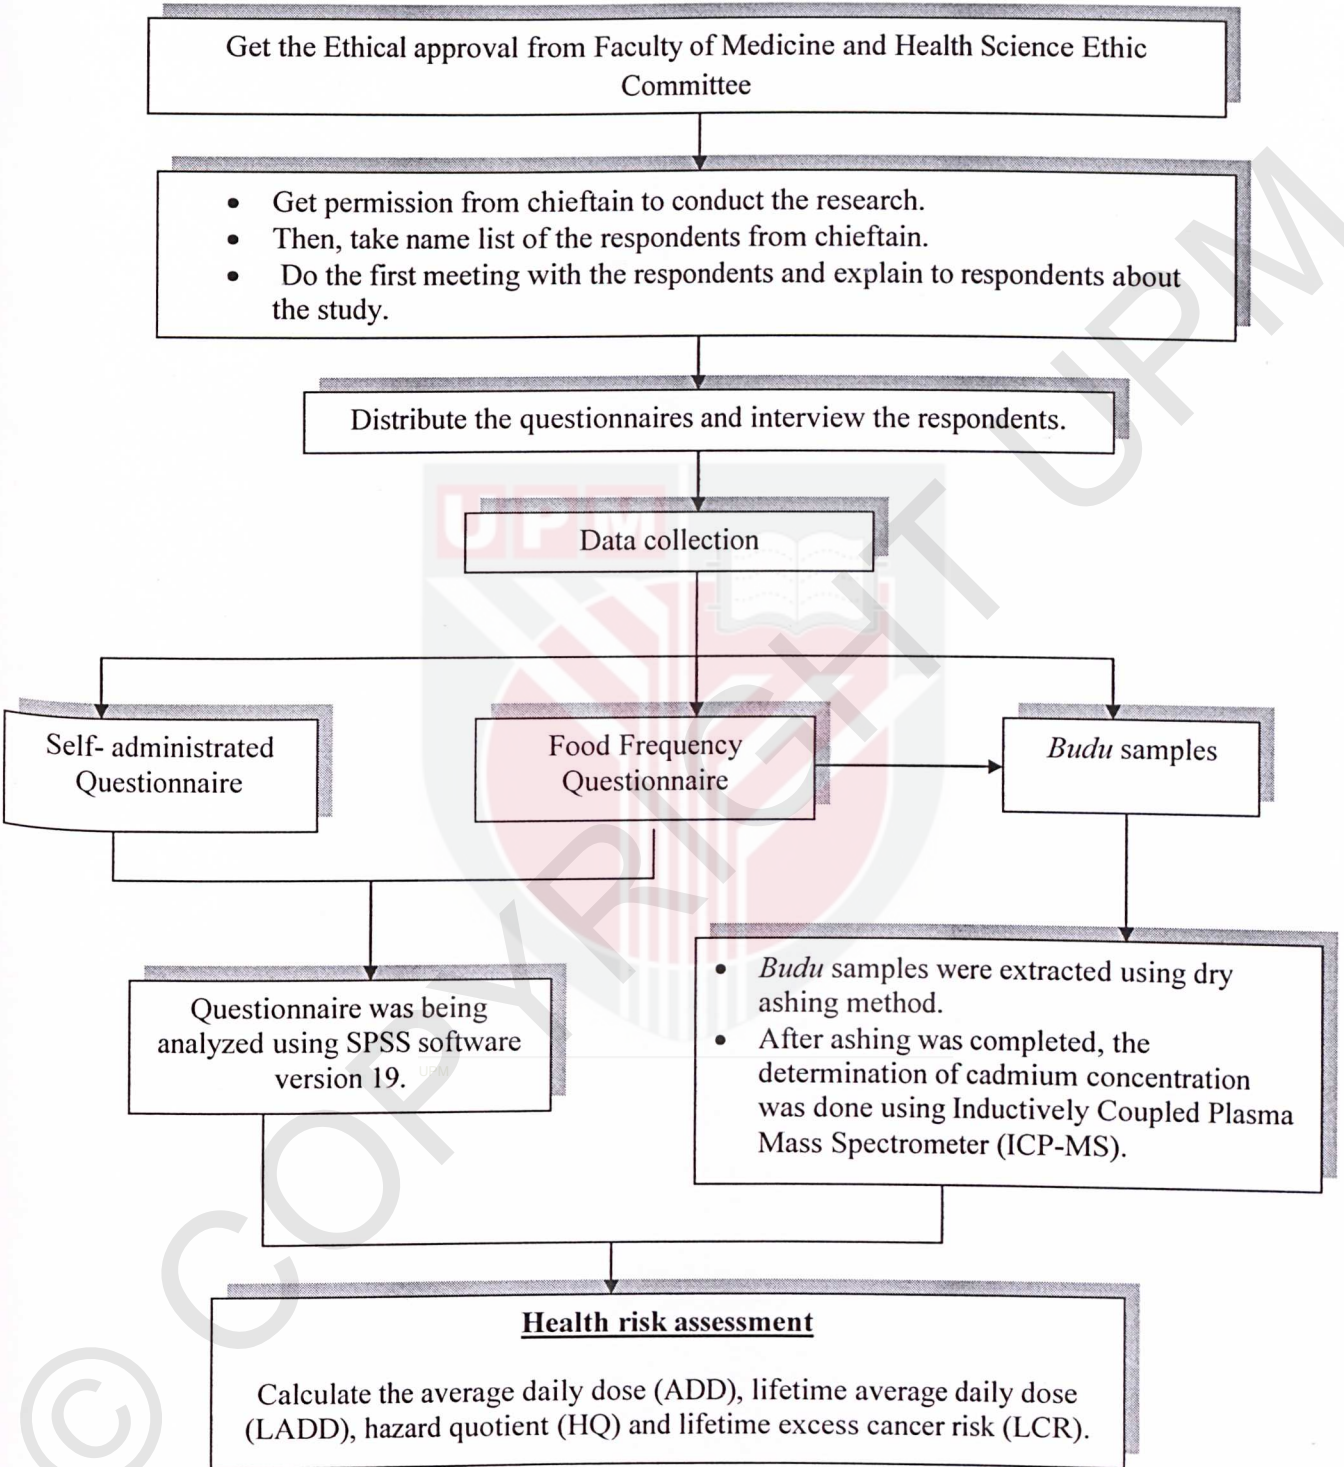 Get the Ethical approval from Faculty of Medicine and Health Science Ethic
Committee
• Get permission from chieftain to conduct the research.
• Then, take name list of the respondents from chieftain.
• Do the first meeting with the respondents and explain to respondents about
the study.
Distribute the questionnaires and interview the respondents.
UPM
Data collection
Self- administrated
Questionnaire
Food Frequency
Questionnaire
Budu samples
Questionnaire was being
analyzed using SPSS software
version 19.
UPM
• Budu samples were extracted using dry
ashing method.
• After ashing was completed, the
determination of cadmium concentration
was done using Inductively Coupled Plasma
Mass Spectrometer (ICP-MS).
Health risk assessment
Calculate the average daily dose (ADD), lifetime average daily dose
(LADD), hazard quotient (HQ) and lifetime excess cancer risk (LCR).
© COPYRIGHT UPM